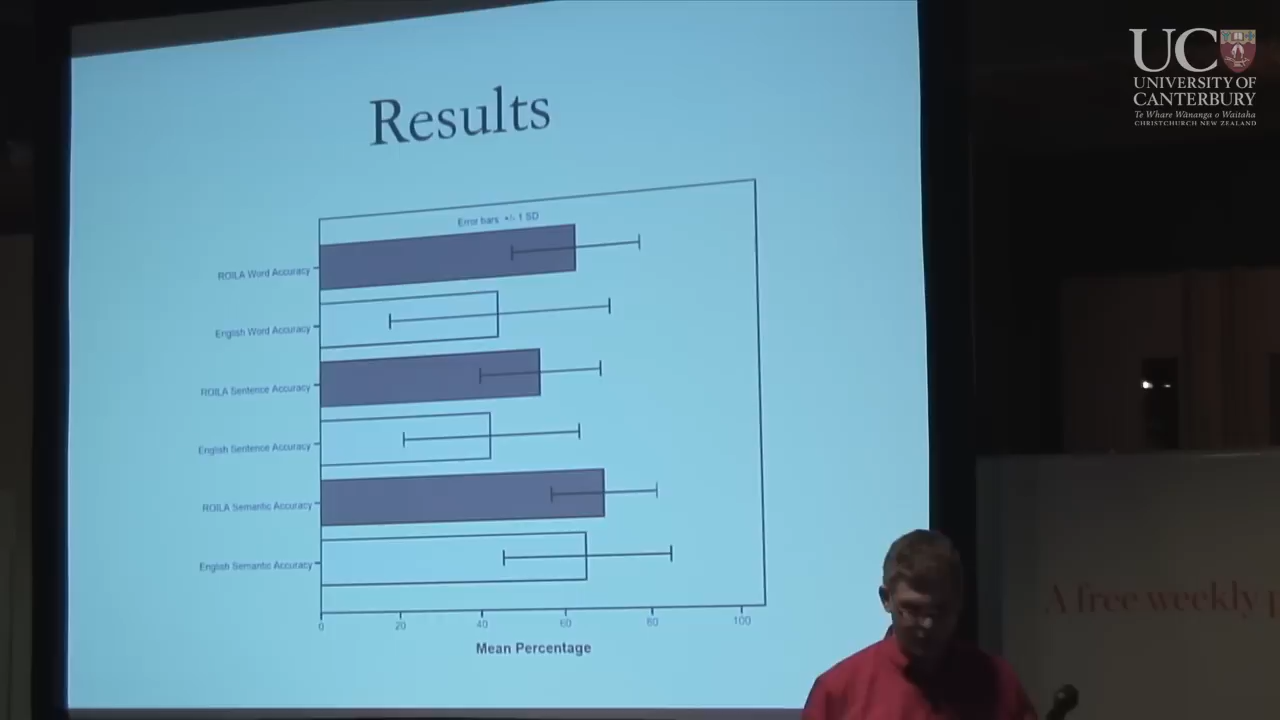 Results
Error bars +/- 1 SD
ROILA Word Accuracy
English Word Accuracy
ROILA Sentence Accuracy
English Sentence Accuracy
ROILA Semantic Accuracy
English Semantic Accuracy
0 20 40 60 80 100
Mean Percentage
UC
UNIVERSITY OF
CANTERBURY
Te Whare Wānanga o Waitaha
CHRISTCHURCH NEW ZEALAND
A free weekly